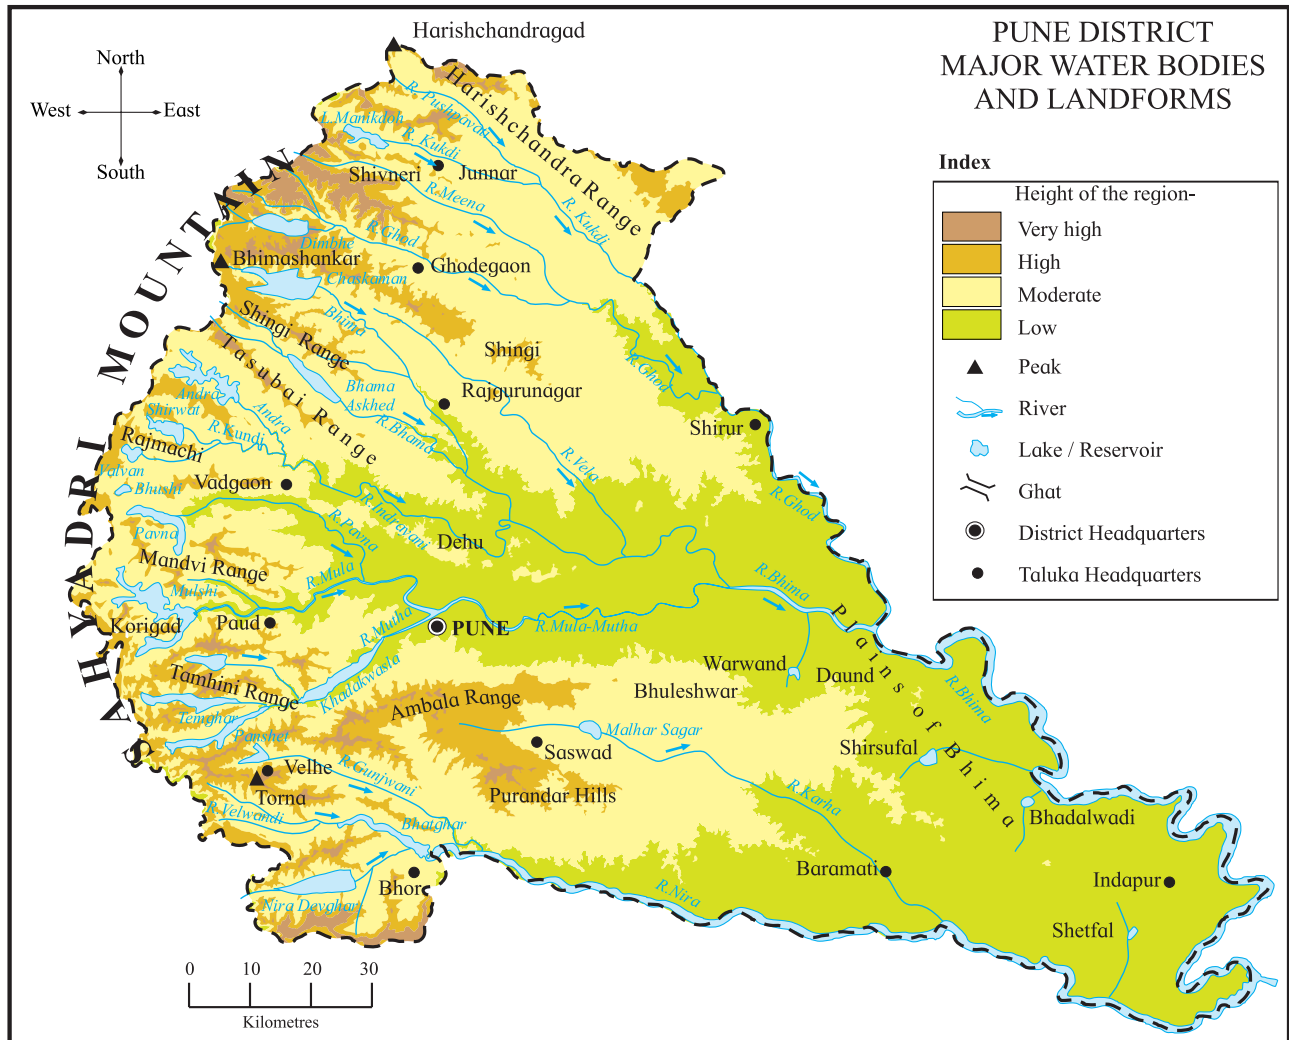 PUNE DISTRICT
MAJOR WATER BODIES
AND LANDFORMS
North
West
East
South
Index
Height of the region-
Very high
High
Moderate
Low
Peak
River
Lake / Reservoir
Ghat
District Headquarters
Taluka Headquarters
Harishchandragad
Harishchandra Range
R. Pushpavati
L.Manikdoh
R. Kukdi
Shivneri
Junnar
R.Meena
R. Kukdi
SAHYADRI MOUNTAIN
R.Ghod
Dimbhe
Bhimashankar
Ghodegaon
Chaskaman
Bhima
Shingi Range
Shingi
Tasubai Range
R.Ghod
Bhama
Askhed
Rajgurunagar
Andra
Shirwat
Andra
R.Kundi
R.Bhama
Shirur
Rajmachi
Valvan
Bhushi
Vadgaon
R.Vela
R.Ghod
R.Indrayani
R.Pavna
Pavna
Dehu
Mandvi Range
R.Mula
Mulshi
R.Bhima
Korigad
Paud
R.Mutha
PUNE
R.Mula-Mutha
Plains of Bhima
Warwand
Daund
R.Bhima
Tamhini Range
Khadakwasla
Ambala Range
Bhuleshwar
Temghar
Panshet
Malhar Sagar
Saswad
Shirsufal
Velhe
R.Gunjwani
Torna
Purandar Hills
R.Karha
R.Velwandi
Bhatghar
Bhadalwadi
Baramati
Indapur
Bhor
R.Nira
Nira Devghar
Shetfal
0 10 20 30
Kilometres